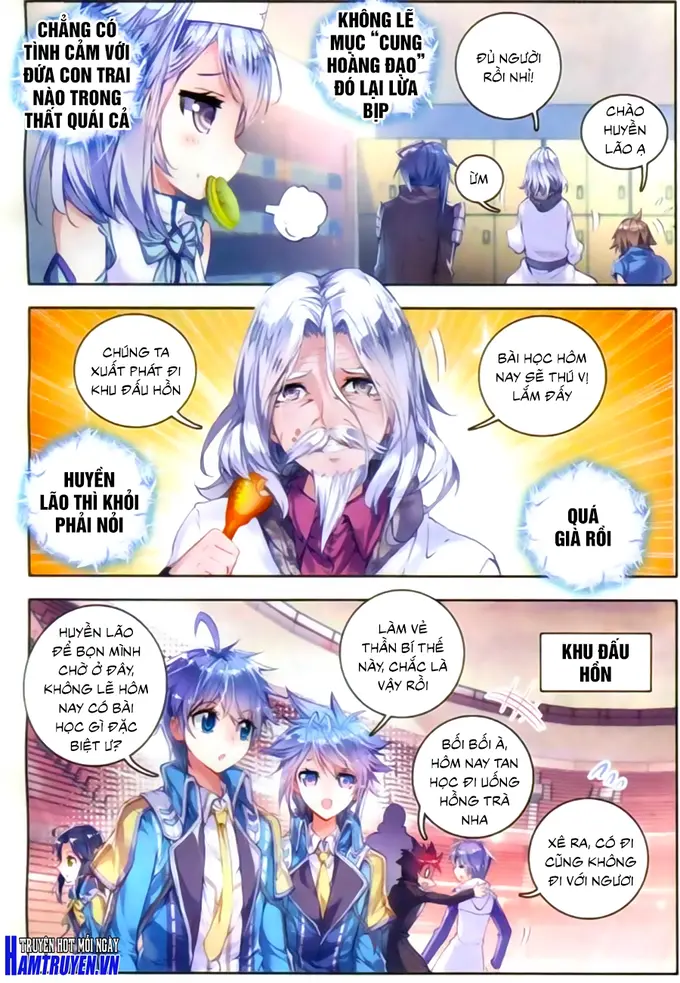 CHẲNG CÓ
TÌNH CẢM VỚI
ĐỨA CON TRAI
NÀO TRONG
THẤT QUÁI CẢ
KHÔNG LẼ
MỤC “CUNG
HOÀNG ĐẠO”
ĐÓ LẠI LỪA
BỊP
ĐỦ NGƯỜI
RỒI NHỈ!
ỪM
CHÀO
HUYỀN
LÃO Ạ
CHÚNG TA
XUẤT PHÁT ĐI
KHU ĐẤU HỒN
BÀI HỌC HÔM
NAY SẼ THÚ VỊ
LẮM ĐẤY
HUYỀN
LÃO THÌ KHỎI
PHẢI NÓI
QUÁ
GIÀ RỒI
HUYỀN LÃO
ĐỂ BỌN MÌNH
CHỜ Ở ĐÂY,
KHÔNG LẼ HÔM
NAY CÓ BÀI
HỌC GÌ ĐẶC
BIỆT Ư?
LÀM VẺ
THẦN BÍ THẾ
NÀY, CHẮC LÀ
VẬY RỒI
KHU ĐẤU
HỒN
BỐI BỐI À,
HÔM NAY TAN
HỌC ĐI UỐNG
HỒNG TRÀ
NHA
XÊ RA, CÓ ĐI
CŨNG KHÔNG
ĐI VỚI NGƯƠI
TRUYỆN HOT MỖI NGÀY
HAMTRUYEN.VN